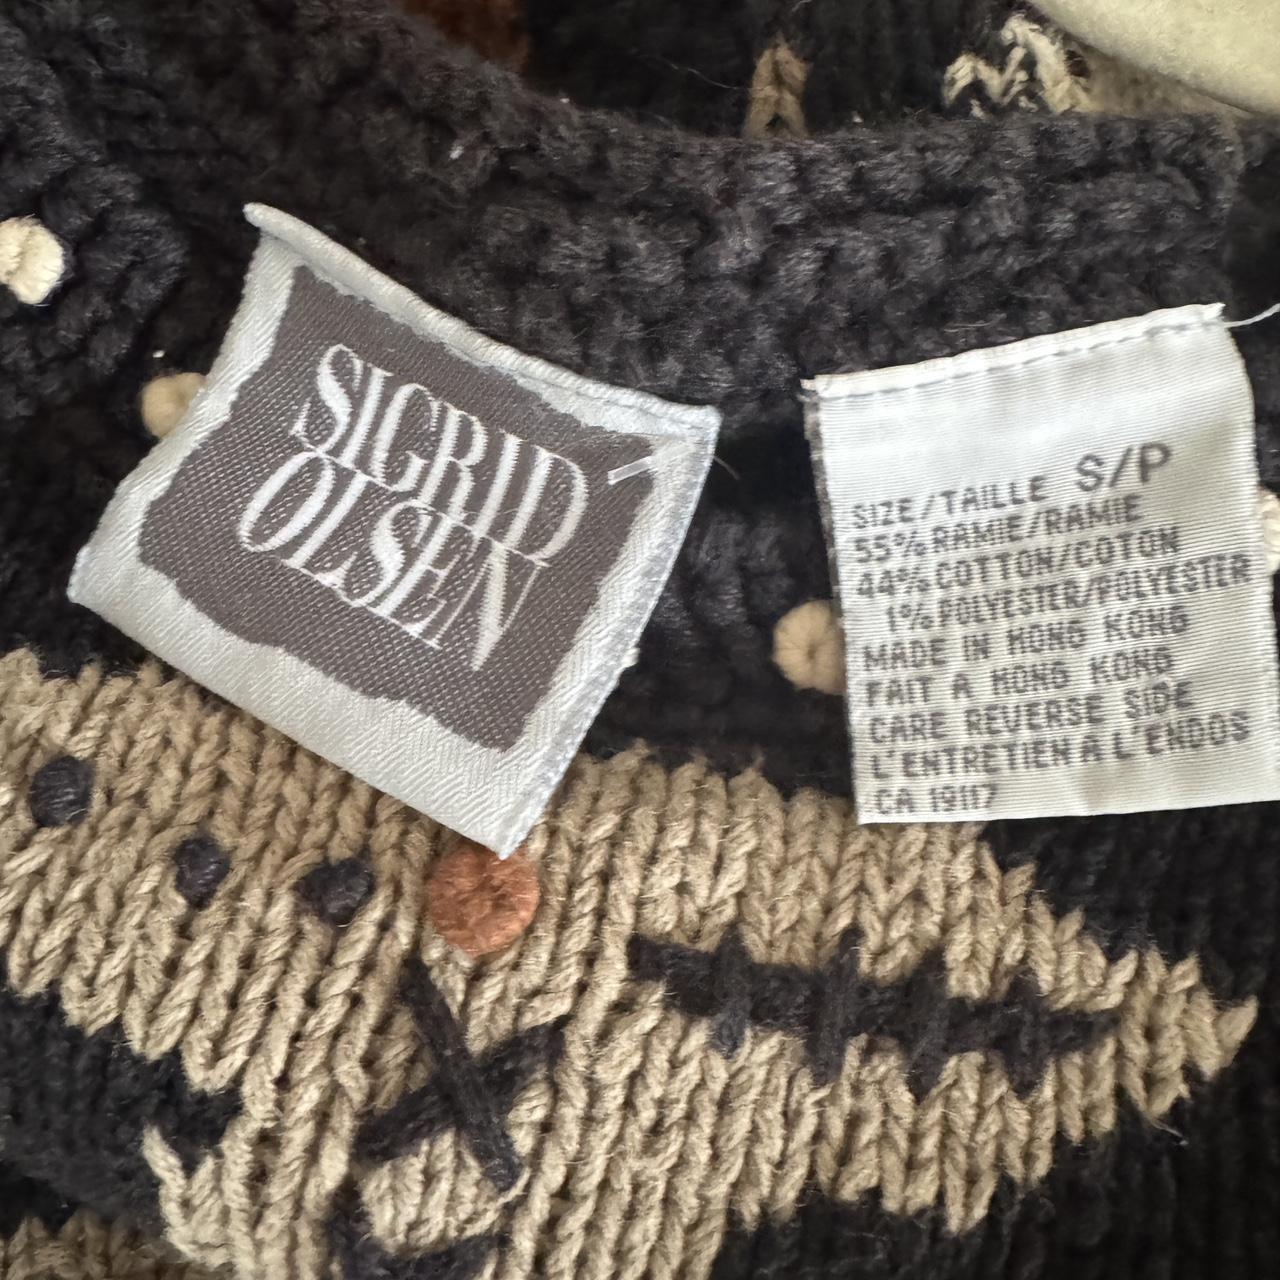 SIGRID
OLSEN
SIZE/TAILLE S/P
55% RAMIE/RAMIE
44% COTTON/COTON
1% POLYESTER/POLYESTER
MADE IN HONG KONG
FAIT A HONG KONG
CARE REVERSE SIDE
L'ENTRETIEN A L'ENDOS
CA 19117